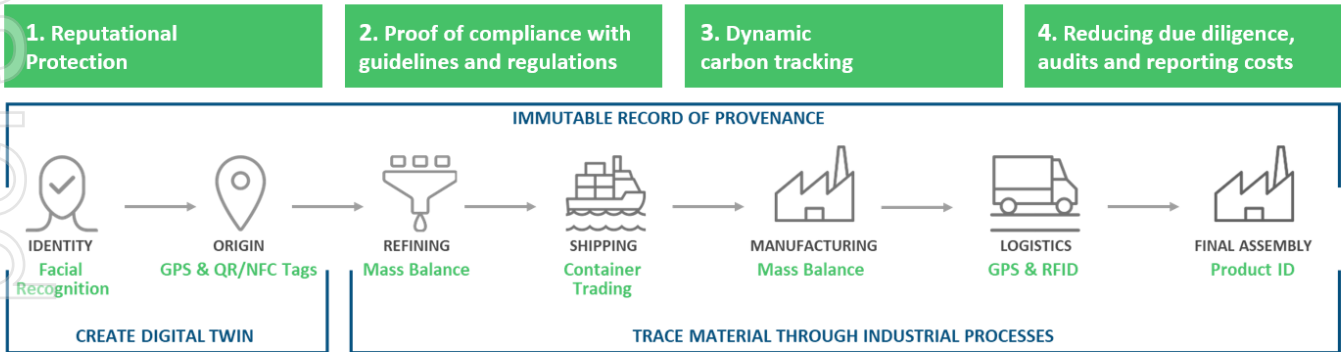 1. Reputational
Protection
2. Proof of compliance with
guidelines and regulations
3. Dynamic
carbon tracking
4. Reducing due diligence,
audits and reporting costs
IMMUTABLE RECORD OF PROVENANCE
IDENTITY
Facial
Recognition
ORIGIN
GPS & QR/NFC Tags
REFINING
Mass Balance
SHIPPING
Container
Trading
MANUFACTURING
Mass Balance
LOGISTICS
GPS & RFID
FINAL ASSEMBLY
Product ID
CREATE DIGITAL TWIN
TRACE MATERIAL THROUGH INDUSTRIAL PROCESSES